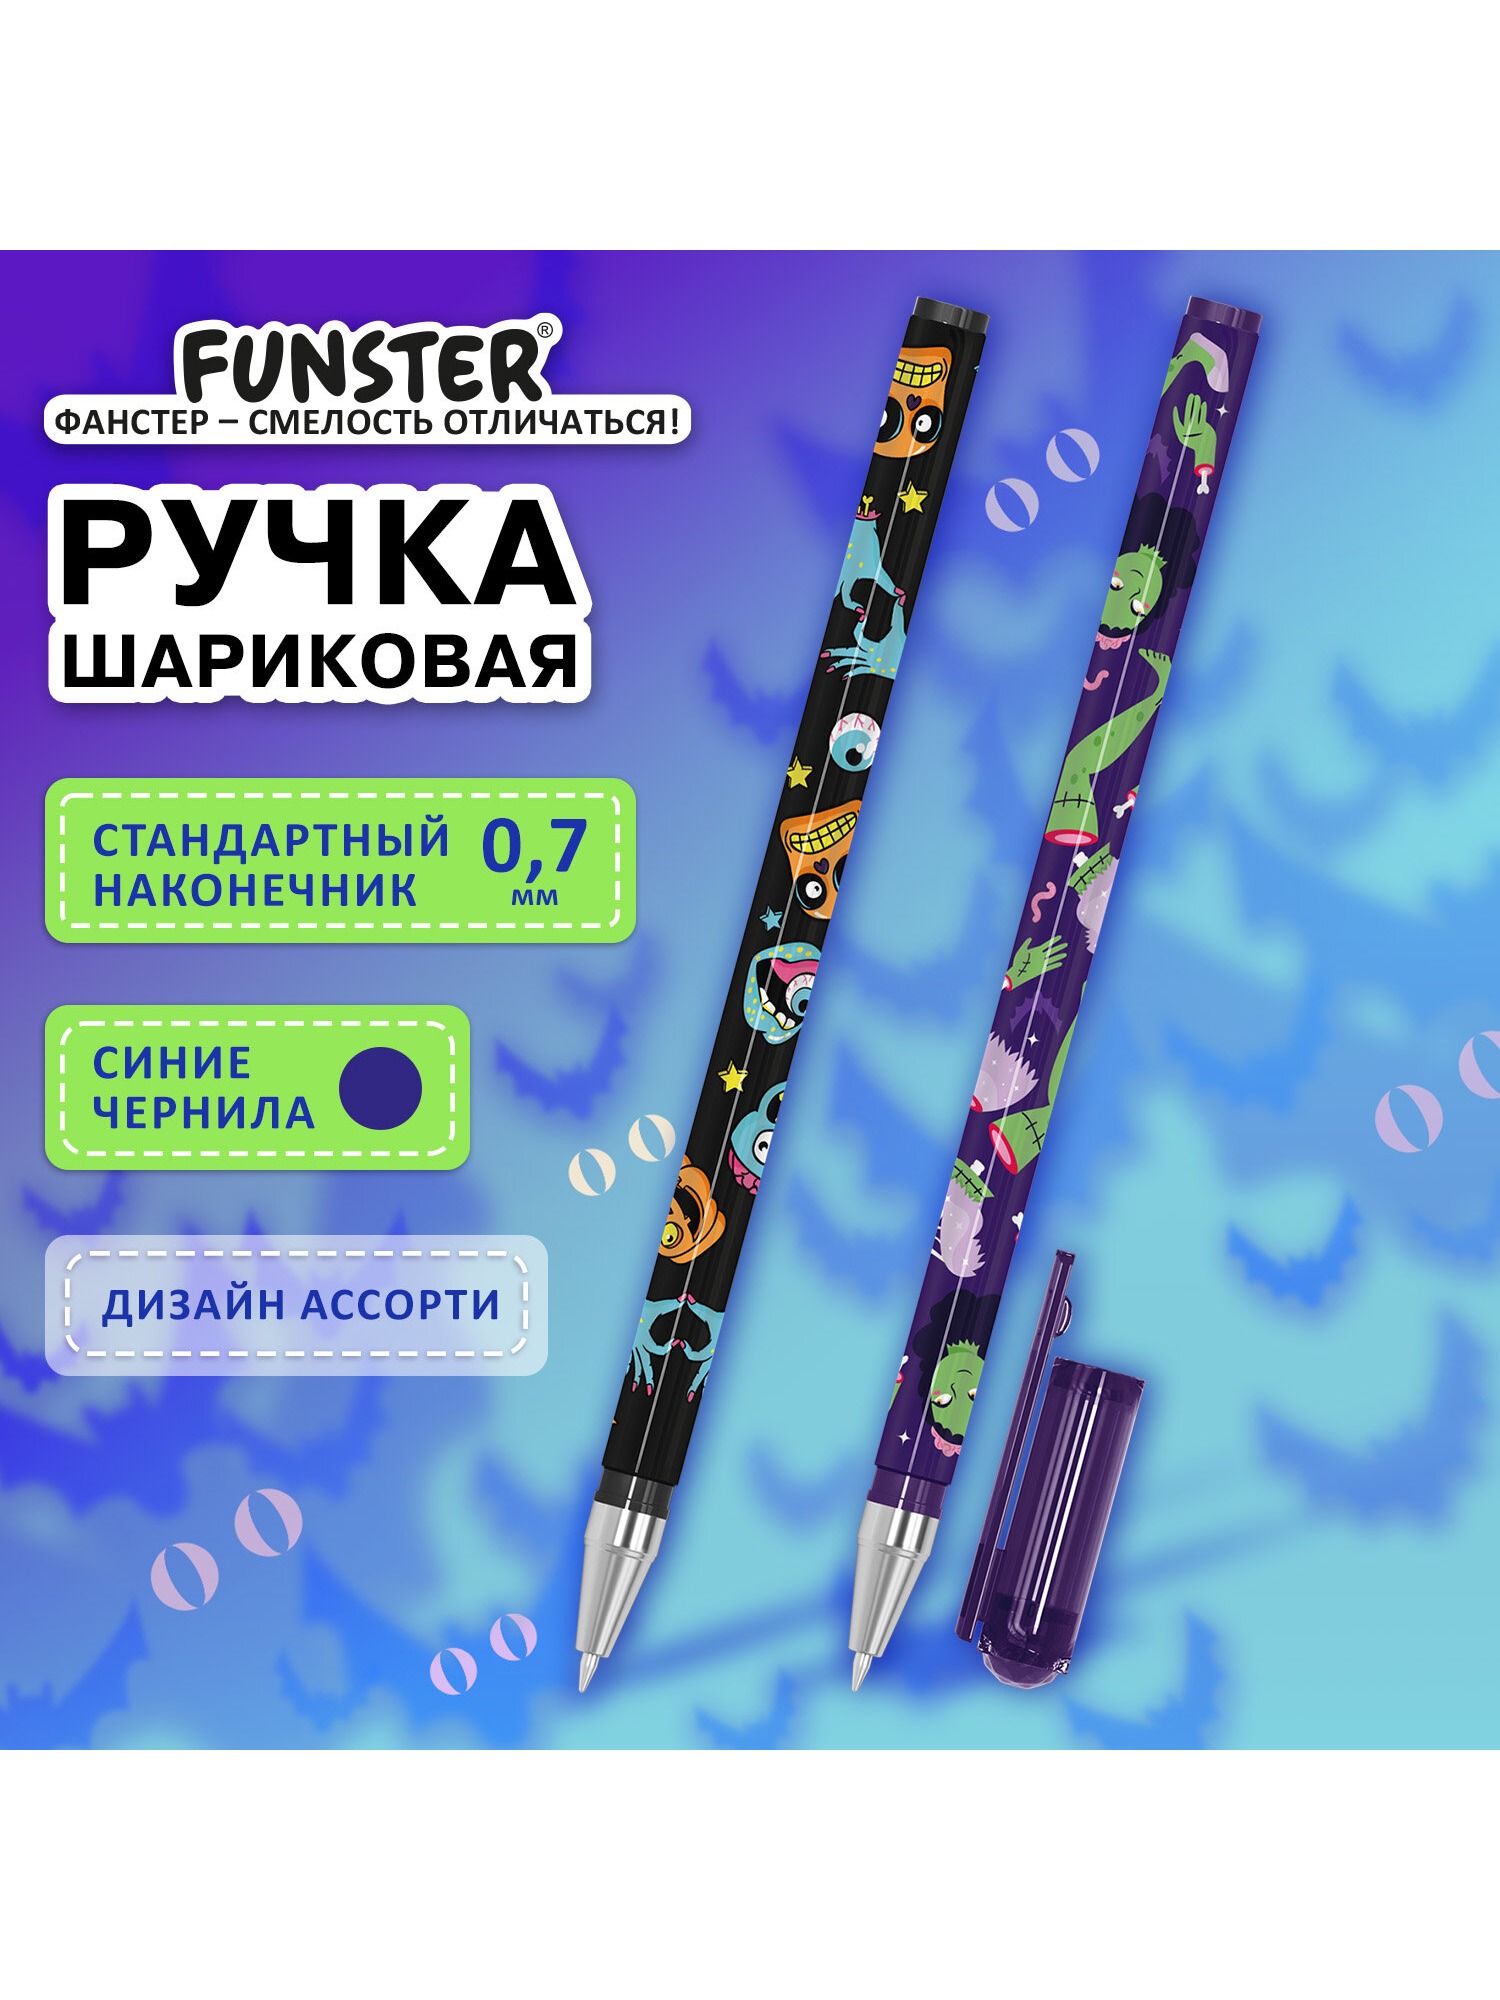 FUNSTER®
ФАНСТЕР – СМЕЛОСТЬ ОТЛИЧАТЬСЯ!
РУЧКА
ШАРИКОВАЯ
СТАНДАРТНЫЙ 0,7
НАКОНЕЧНИК мм
СИНИЕ
ЧЕРНИЛА
ДИЗАЙН АССОРТИ